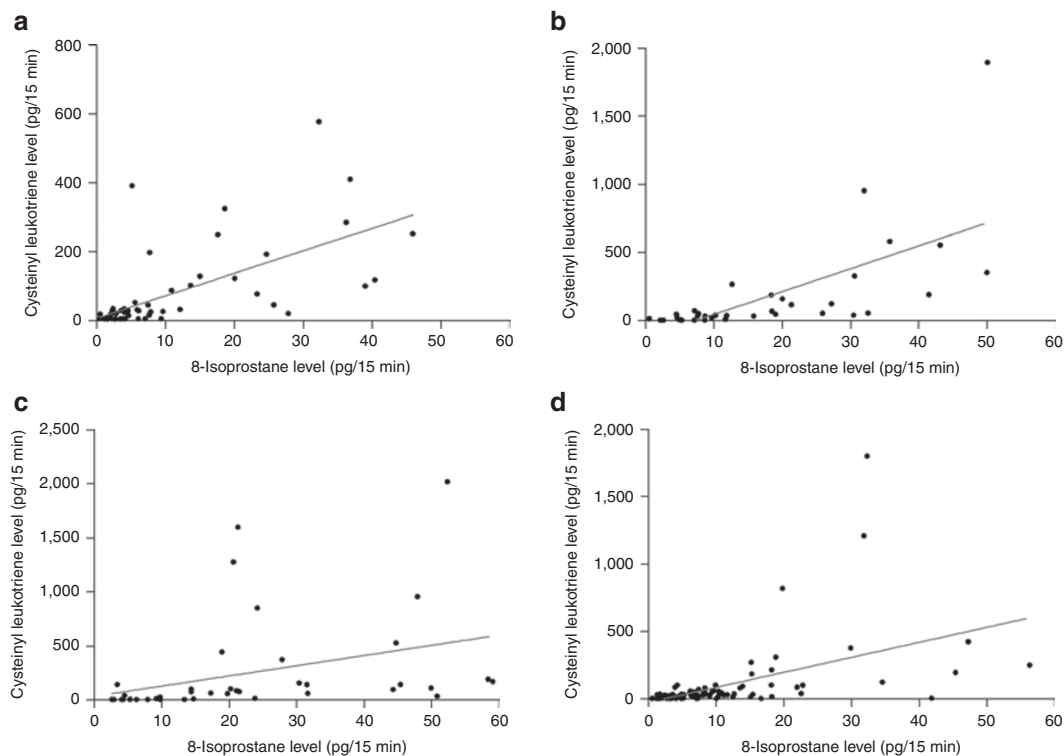 a
800
600
400
200
0
0 10 20 30 40 50 60
Cysteinyl leukotriene level (pg/15 min)
8-Isoprostane level (pg/15 min)
b
2,000
1,500
1,000
500
0
0 10 20 30 40 50 60
Cysteinyl leukotriene level (pg/15 min)
8-Isoprostane level (pg/15 min)
c
2,500
2,000
1,500
1,000
500
0
0 10 20 30 40 50 60
Cysteinyl leukotriene level (pg/15 min)
8-Isoprostane level (pg/15 min)
d
2,000
1,500
1,000
500
0
0 10 20 30 40 50 60
Cysteinyl leukotriene level (pg/15 min)
8-Isoprostane level (pg/15 min)